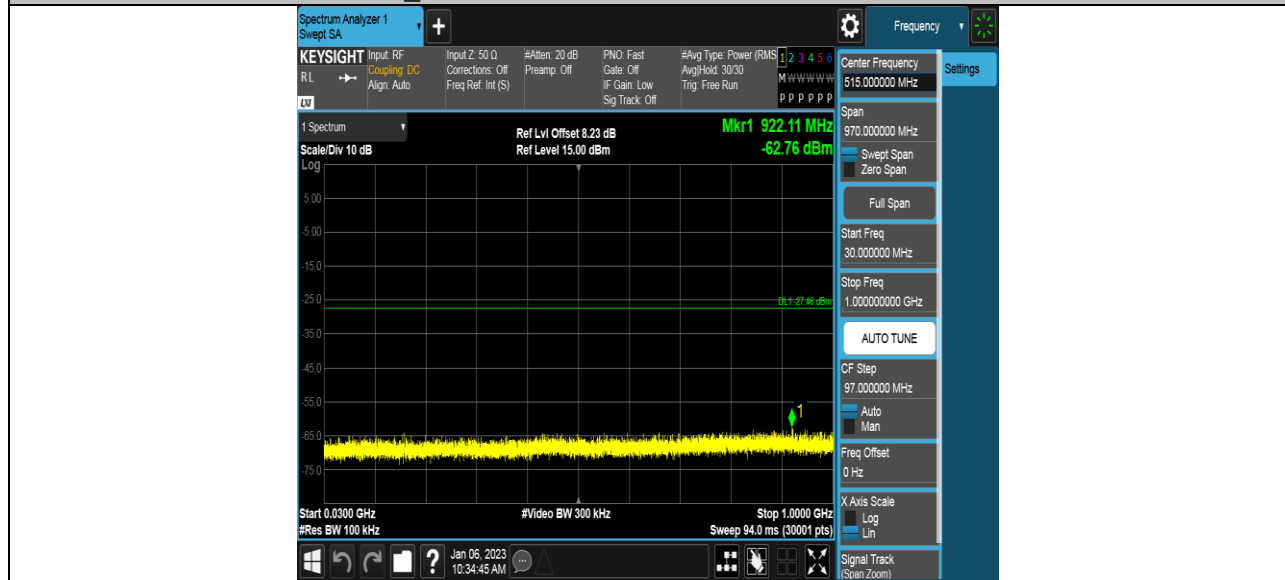 Spectrum Analyzer 1
Swept SA
+
Frequency
KEYSIGHT
RL
LXI
Input: RF
Coupling: DC
Align: Auto
Input Z: 50 Ω
Corrections: Off
Freq Ref: Int (S)
#Atten: 20 dB
Preamp: Off
PNO: Fast
Gate: Off
IF Gain: Low
Sig Track: Off
#Avg Type: Power (RMS
Avg|Hold: 30/30
Trig: Free Run
1 2 3 4 5 6
M W W W W W
P P P P P P
1 Spectrum
Scale/Div 10 dB
Ref Lvl Offset 8.23 dB
Ref Level 15.00 dBm
Mkr1 922.11 MHz
-62.76 dBm
Log
5.00
-5.00
-15.0
-25.0
DL1 -27.46 dBm
-35.0
-45.0
-55.0
1
-65.0
-75.0
Start 0.0300 GHz
#Res BW 100 kHz
#Video BW 300 kHz
Stop 1.0000 GHz
Sweep 94.0 ms (30001 pts)
?
Jan 06, 2023
10:34:45 AM
Center Frequency
515.000000 MHz
Settings
Span
970.000000 MHz
Swept Span
Zero Span
Full Span
Start Freq
30.000000 MHz
Stop Freq
1.000000000 GHz
AUTO TUNE
CF Step
97.000000 MHz
Auto
Man
Freq Offset
0 Hz
X Axis Scale
Log
Lin
Signal Track
(Span Zoom)